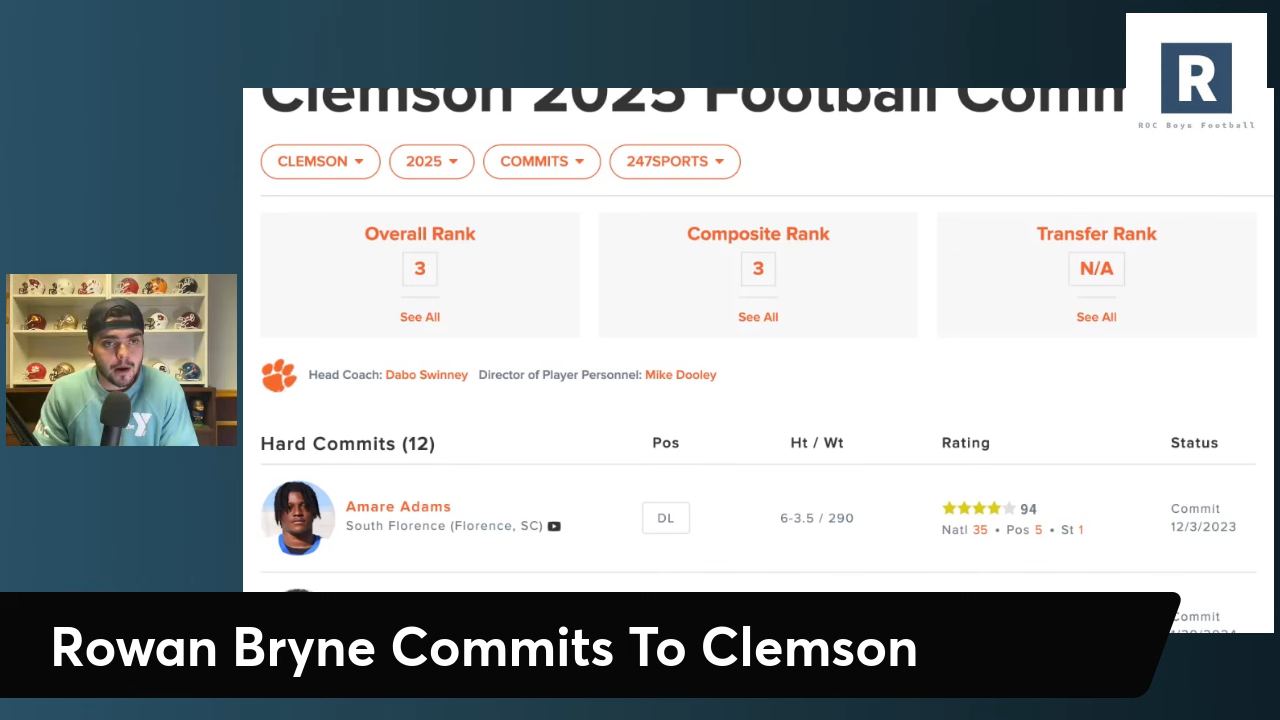 Clemson 2025 Football Comm
R
ROC Boys Football
CLEMSON
2025
COMMITS
247SPORTS
Overall Rank
3
See All
Composite Rank
3
See All
Transfer Rank
N/A
See All
Head Coach: Dabo Swinney Director of Player Personnel: Mike Dooley
Hard Commits (12) Pos Ht / Wt Rating Status
Amare Adams
South Florence (Florence, SC)
DL
6-3.5 / 290
94
Natl 35 • Pos 5 • St 1
Commit
12/3/2023
Commit
Rowan Bryne Commits To Clemson